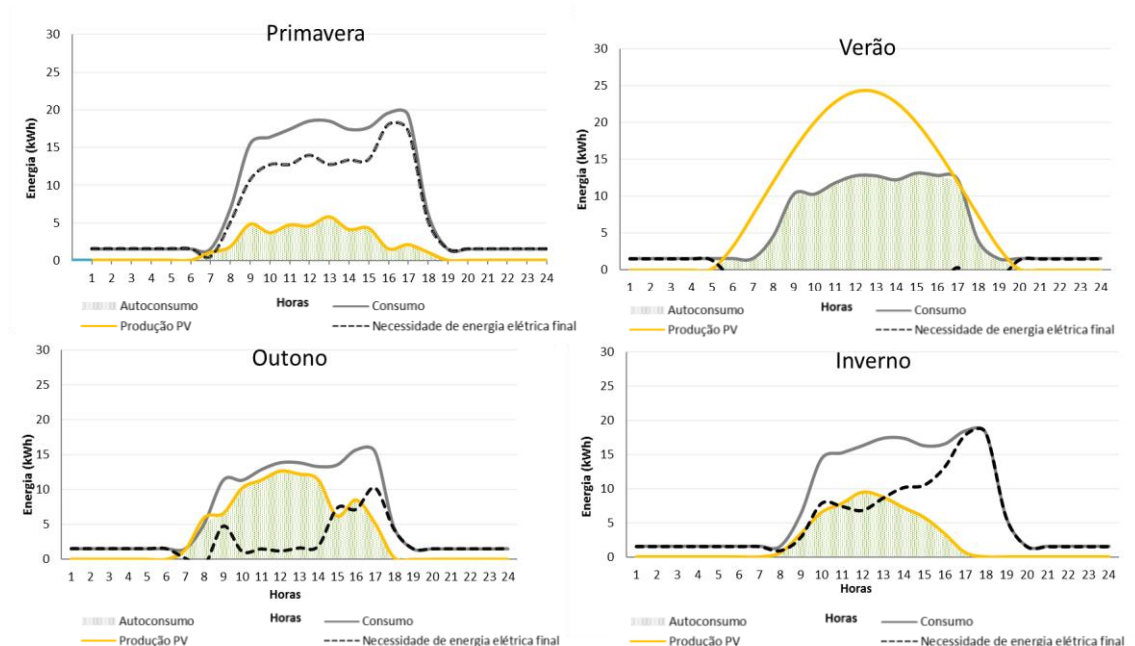 Primavera
30
25
20
15
10
5
0
Energia (kWh)
1 2 3 4 5 6 7 8 9 10 11 12 13 14 15 16 17 18 19 20 21 22 23 24
Horas
Autoconsumo
Consumo
Produção PV
Necessidade de energia elétrica final
Verão
30
25
20
15
10
5
0
Energia (kWh)
1 2 3 4 5 6 7 8 9 10 11 12 13 14 15 16 17 18 19 20 21 22 23 24
Horas
Autoconsumo
Consumo
Produção PV
Necessidade de energia elétrica final
Outono
30
25
20
15
10
5
0
Energia (kWh)
1 2 3 4 5 6 7 8 9 10 11 12 13 14 15 16 17 18 19 20 21 22 23 24
Horas
Horas
Autoconsumo
Consumo
Produção PV
Necessidade de energia elétrica final
Inverno
30
25
20
15
10
5
0
Energia (kWh)
1 2 3 4 5 6 7 8 9 10 11 12 13 14 15 16 17 18 19 20 21 22 23 24
Horas
Horas
Autoconsumo
Consumo
Produção PV
Necessidade de energia elétrica final